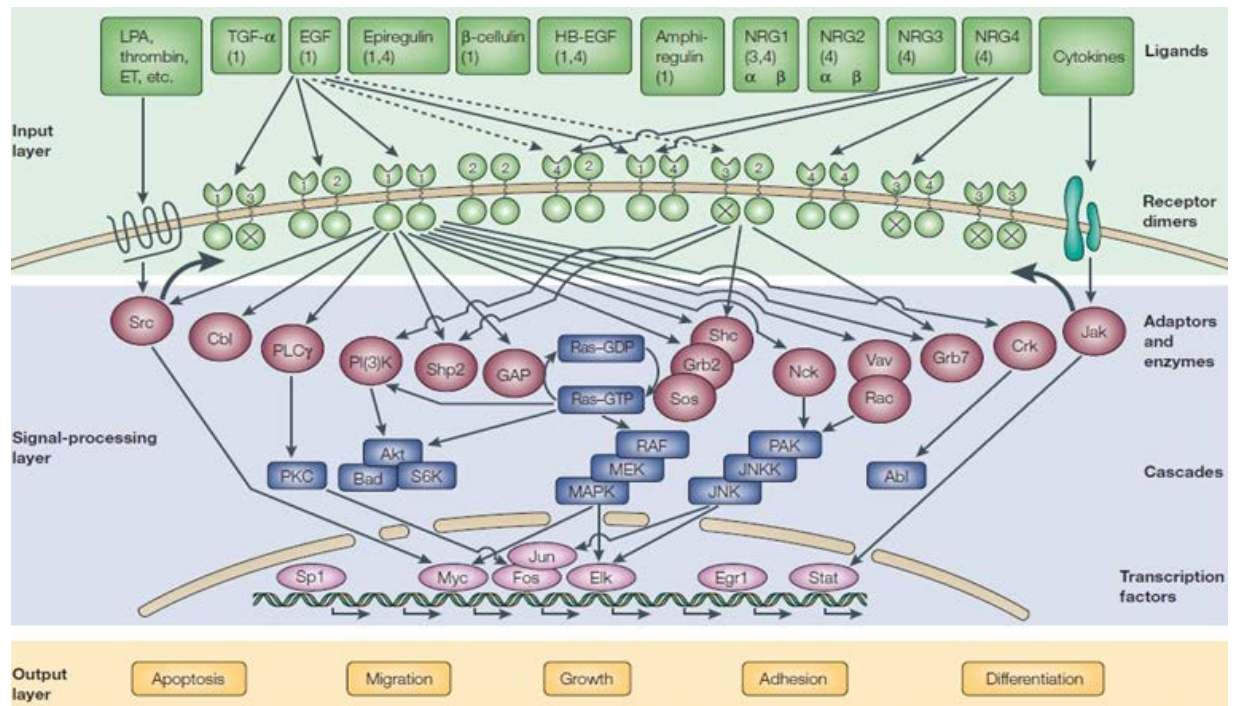 LPA,
thrombin,
ET, etc.
TGF-α
(1)
EGF
(1)
Epiregulin
(1,4)
β-cellulin
(1)
HB-EGF
(1,4)
Amphi-
regulin
(1)
NRG1
(3,4)
α β
NRG2
(4)
α β
NRG3
(4)
NRG4
(4)
Cytokines
Ligands
Input
layer
1 3
1 2
1 1
2 2
4 2
1 4
3 2
4 4
3 4
3 3
Receptor
dimers
Src
Cbl
PLCγ
PI(3)K
Shp2
GAP
Ras–GDP
Ras–GTP
Shc
Grb2
Sos
Nck
Vav
Rac
Grb7
Crk
Jak
Adaptors
and
enzymes
Signal-processing
layer
PKC
Akt
Bad
S6K
RAF
MEK
MAPK
PAK
JNKK
JNK
Abl
Cascades
Sp1
Myc
Jun
Fos
Elk
Egr1
Stat
Transcription
factors
Output
layer
Apoptosis
Migration
Growth
Adhesion
Differentiation